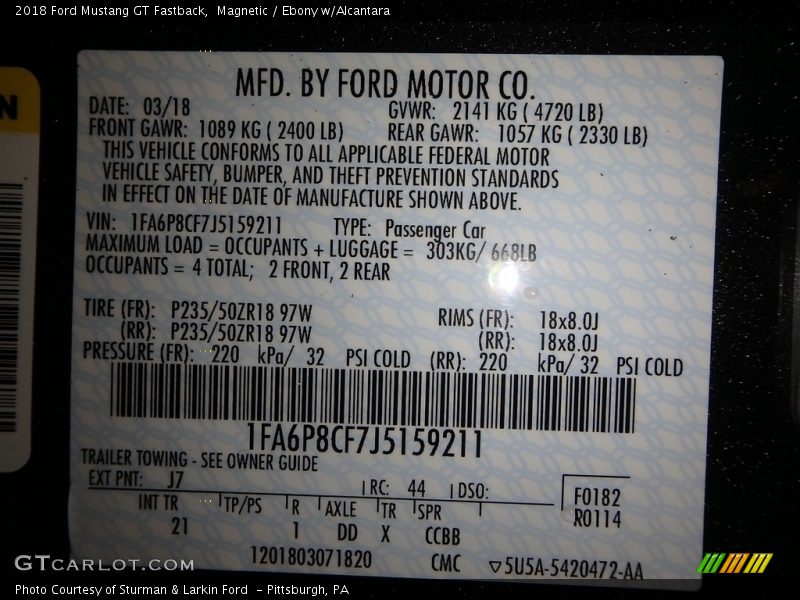 2018 Ford Mustang GT Fastback, Magnetic / Ebony w/Alcantara
N
MFD. BY FORD MOTOR CO.
DATE: 03/18 GVWR: 2141 KG ( 4720 LB)
FRONT GAWR: 1089 KG ( 2400 LB) REAR GAWR: 1057 KG ( 2330 LB)
THIS VEHICLE CONFORMS TO ALL APPLICABLE FEDERAL MOTOR
VEHICLE SAFETY, BUMPER, AND THEFT PREVENTION STANDARDS
IN EFFECT ON THE DATE OF MANUFACTURE SHOWN ABOVE.
VIN: 1FA6P8CF7J5159211 TYPE: Passenger Car
MAXIMUM LOAD = OCCUPANTS + LUGGAGE = 303KG/ 668LB
OCCUPANTS = 4 TOTAL; 2 FRONT, 2 REAR
TIRE (FR): P235/50ZR18 97W RIMS (FR): 18x8.0J
(RR): P235/50ZR18 97W (RR): 18x8.0J
PRESSURE (FR): 220 kPa/ 32 PSI COLD (RR): 220 kPa/ 32 PSI COLD
1FA6P8CF7J5159211
TRAILER TOWING - SEE OWNER GUIDE
EXT PNT: J7 RC: 44 DSO: F0182
INT TR TP/PS R AXLE TR SPR R0114
21 1 DD X CCBB
1201803071820 CMC ▽5U5A-5420472-AA
GTCARLOT.COM
Photo Courtesy of Sturman & Larkin Ford - Pittsburgh, PA